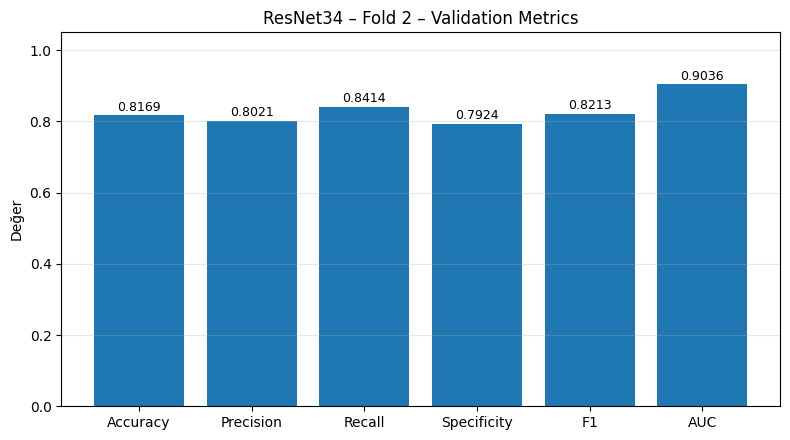 ResNet34 – Fold 2 – Validation Metrics
1.0
0.8
0.6
0.4
0.2
0.0
Değer
0.8169
0.8021
0.8414
0.7924
0.8213
0.9036
Accuracy
Precision
Recall
Specificity
F1
AUC